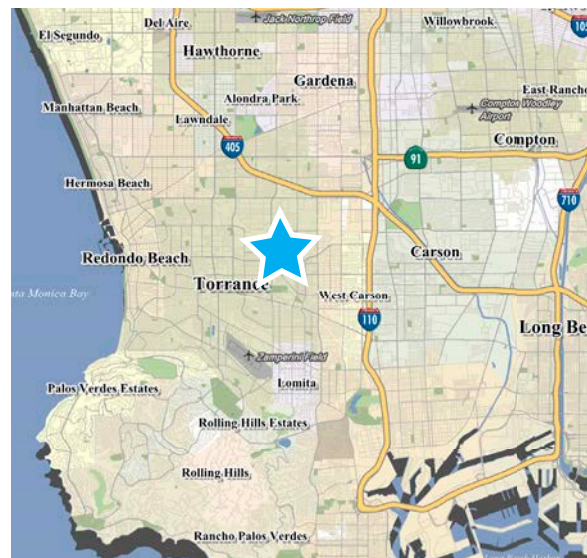 Del Aire
Jack Northrop Field
Willowbrook
105
El Segundo
Hawthorne
Gardena
East Ranch
Alondra Park
Manhattan Beach
Compton Woodley
Airport
Lawndale
Compton
405
91
Hermosa Beach
710
Carson
Redondo Beach
Torrance
Monica Bay
West Carson
110
Long Be
Zamperini Field
Lomita
Palos Verdes Estates
Rolling Hills Estates
Rolling Hills
Rancho Palos Verdes